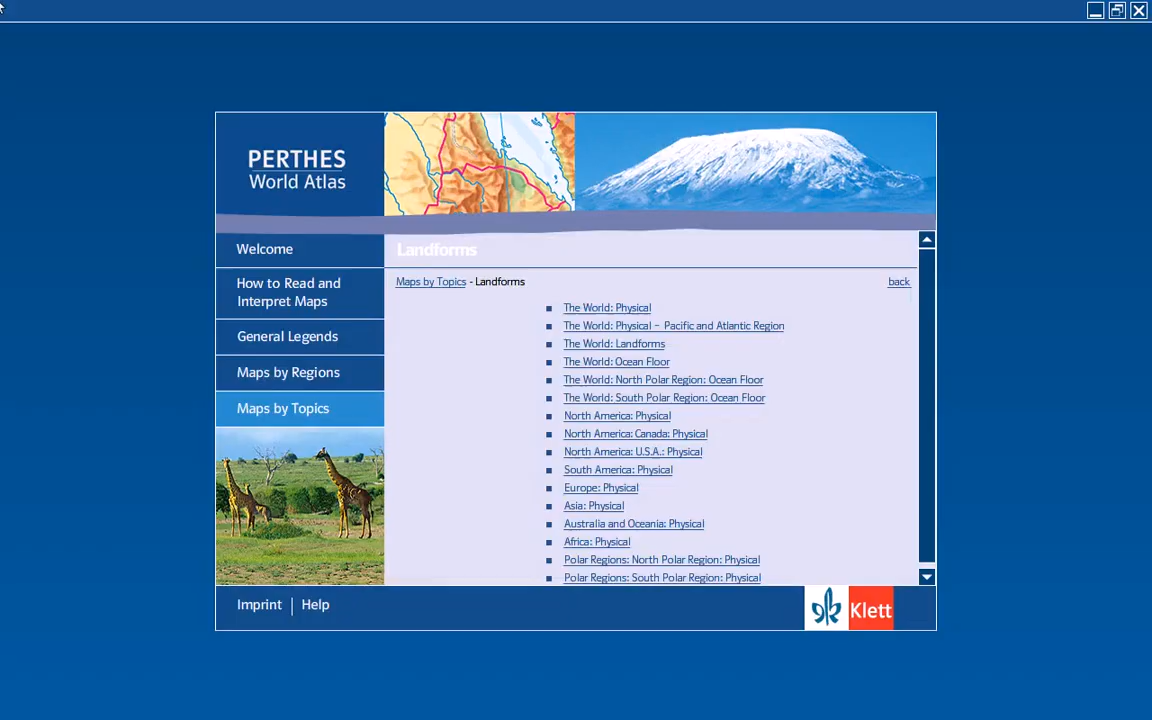 PERTHES
World Atlas
Welcome
How to Read and
Interpret Maps
General Legends
Maps by Regions
Maps by Topics
Landforms
Maps by Topics - Landforms
back
The World: Physical
The World: Physical – Pacific and Atlantic Region
The World: Landforms
The World: Ocean Floor
The World: North Polar Region: Ocean Floor
The World: South Polar Region: Ocean Floor
North America: Physical
North America: Canada: Physical
North America: U.S.A.: Physical
South America: Physical
Europe: Physical
Asia: Physical
Australia and Oceania: Physical
Africa: Physical
Polar Regions: North Polar Region: Physical
Polar Regions: South Polar Region: Physical
Imprint | Help
Klett